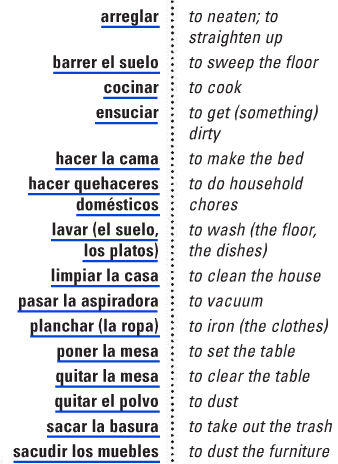 arreglar to neaten; to
straighten up
barrer el suelo to sweep the floor
cocinar to cook
ensuciar to get (something)
dirty
hacer la cama to make the bed
hacer quehaceres to do household
domésticos chores
lavar (el suelo, to wash (the floor,
los platos) the dishes)
limpiar la casa to clean the house
pasar la aspiradora to vacuum
planchar (la ropa) to iron (the clothes)
poner la mesa to set the table
quitar la mesa to clear the table
quitar el polvo to dust
sacar la basura to take out the trash
sacudir los muebles to dust the furniture